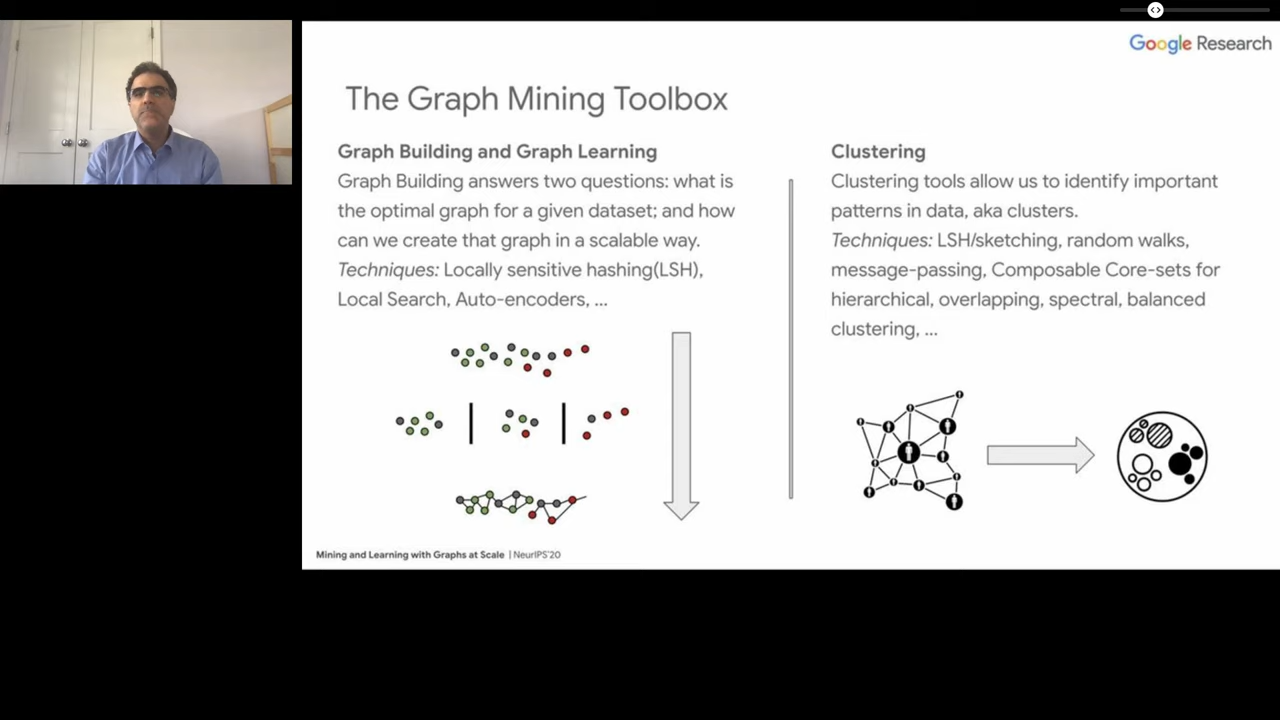 Google Research
The Graph Mining Toolbox
Graph Building and Graph Learning
Graph Building answers two questions: what is
the optimal graph for a given dataset; and how
can we create that graph in a scalable way.
Techniques: Locally sensitive hashing(LSH),
Local Search, Auto-encoders, ...
Clustering
Clustering tools allow us to identify important
patterns in data, aka clusters.
Techniques: LSH/sketching, random walks,
message-passing, Composable Core-sets for
hierarchical, overlapping, spectral, balanced
clustering, ...
Mining and Learning with Graphs at Scale | NeurIPS'20